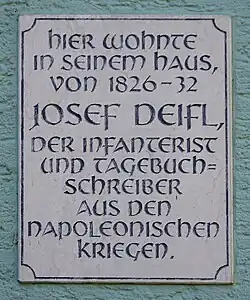 HIER WOHNTE
IN SEINEM HAUS,
VON 1826-32
JOSEF DEIFL,
DER INFANTERIST
UND TAGEBUCH=
SCHREIBER
AUS DEN
NAPOLEONISCHEN
KRIEGEN.